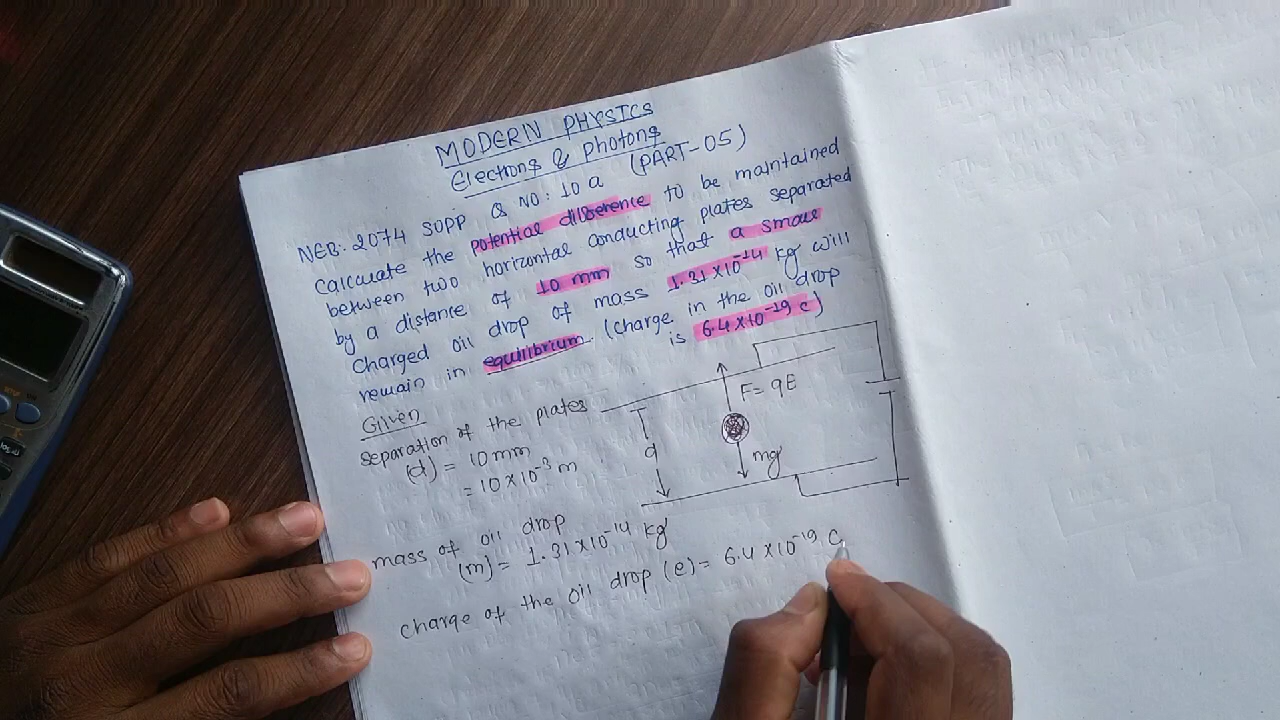 MODERN PHYSICS
Electrons & Photons
(PART-05)
NEB: 2074 SUPP Q NO: 10 a
calcuate the potential difference to be maintained
between two horizontal conducting plates separated
by a distance of 10 mm so that a small
Charged oil drop of mass 1.31×10⁻¹⁴ kg will
remain in equilibrium. (charge in the oil drop
is 6.4×10⁻¹⁹ c)
Given
separation of the plates
(d) = 10 mm
= 10×10⁻³ m
F = qE
d
mg
mass of oil drop
(m) = 1.31×10⁻¹⁴ kg
charge of the oil drop (e) = 6.4×10⁻¹⁹ C